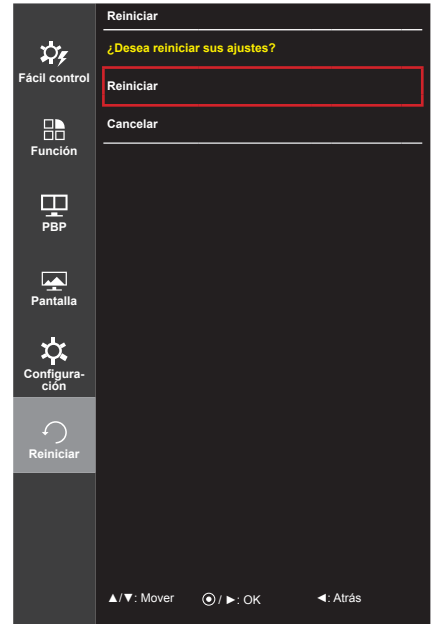 Fácil control
Función
PBP
Pantalla
Configura-
ción
Reiniciar
Reiniciar
¿Desea reiniciar sus ajustes?
Reiniciar
Cancelar
▲/▼: Mover ⦿ / ►: OK ◄: Atrás